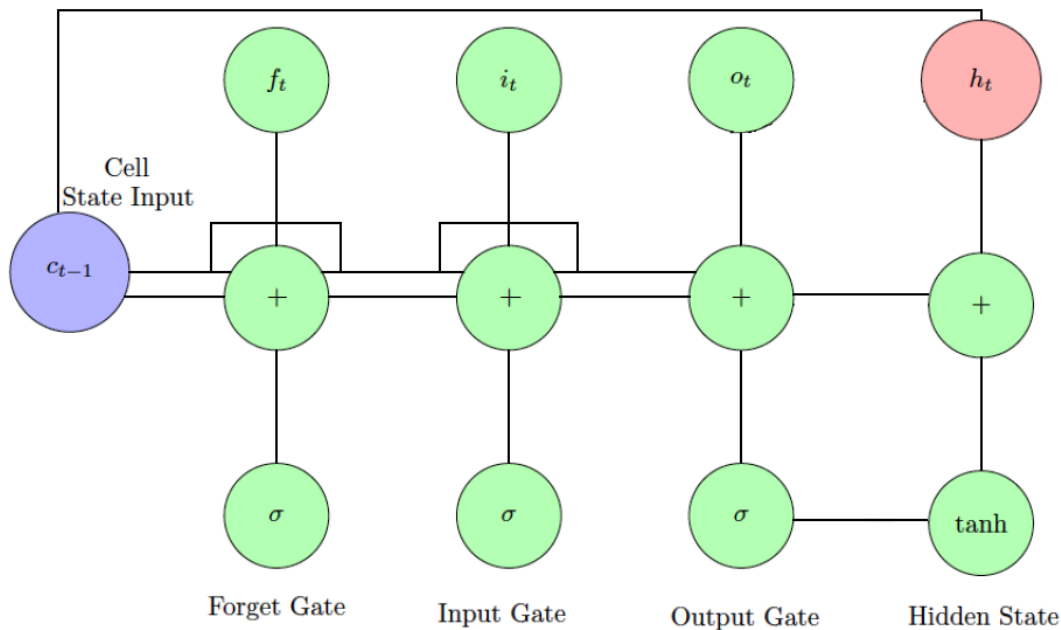 f_t
i_t
o_t
h_t
Cell
State Input
c_{t−1}
+
+
+
+
σ
σ
σ
tanh
Forget Gate
Input Gate
Output Gate
Hidden State